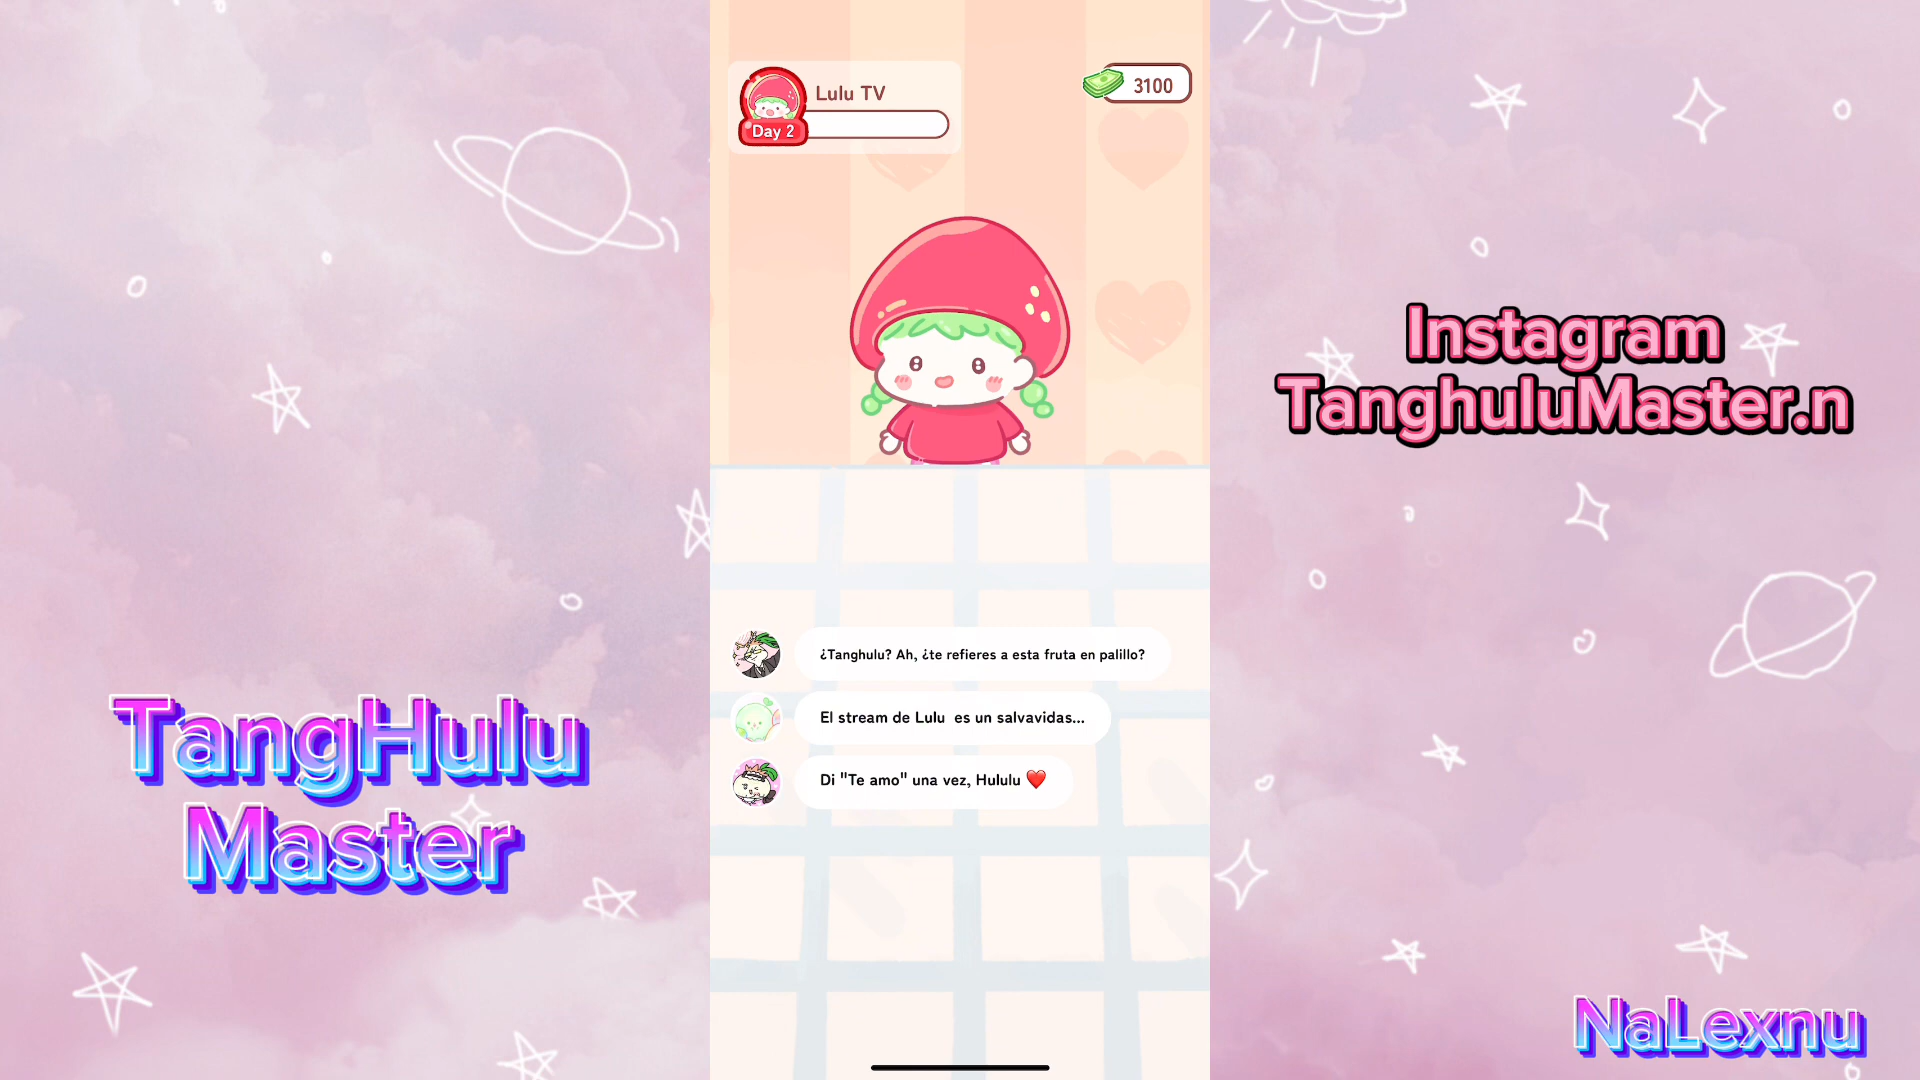 Lulu TV
Day 2
3100
Instagram
TanghuluMaster.n
¿Tanghulu? Ah, ¿te refieres a esta fruta en palillo?
El stream de Lulu es un salvavidas...
Di "Te amo" una vez, Hululu ❤️
TangHulu
Master
NaLexnu